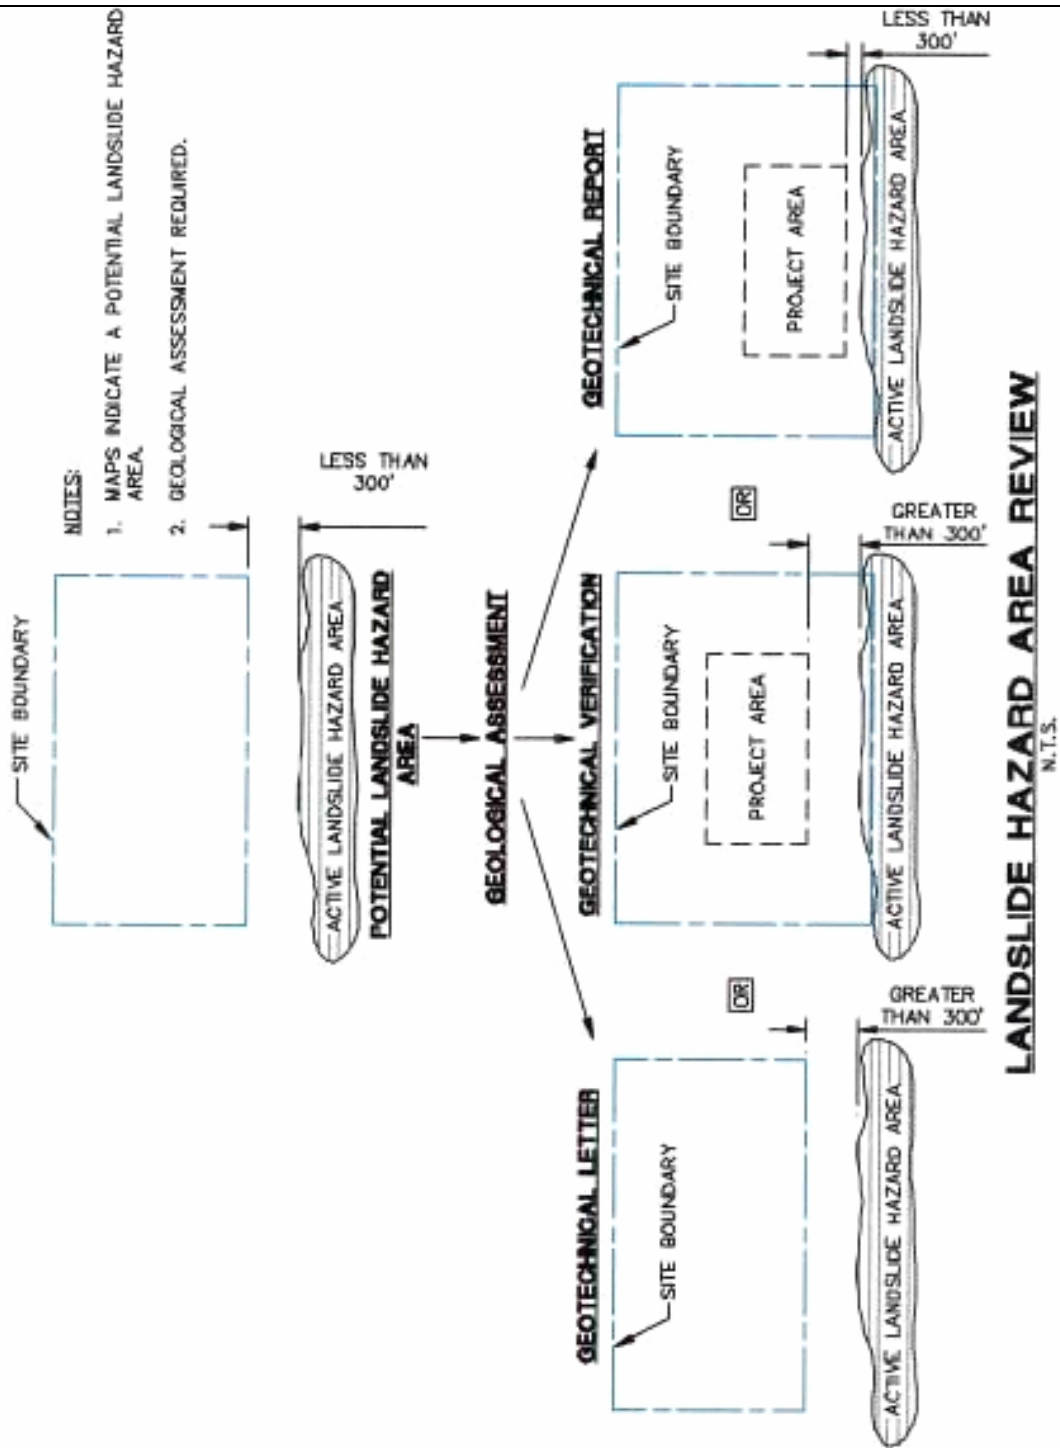 SITE BOUNDARY
NOTES:
1. MAPS INDICATE A POTENTIAL LANDSLIDE HAZARD
AREA.
2. GEOLOGICAL ASSESSMENT REQUIRED.
LESS THAN
300'
ACTIVE LANDSLIDE HAZARD AREA
POTENTIAL LANDSLIDE HAZARD
AREA
GEOLOGICAL ASSESSMENT
GEOTECHNICAL LETTER
SITE BOUNDARY
GREATER
THAN 300'
ACTIVE LANDSLIDE HAZARD AREA
OR
GEOTECHNICAL VERIFICATION
SITE BOUNDARY
PROJECT AREA
GREATER
THAN 300'
ACTIVE LANDSLIDE HAZARD AREA
OR
GEOTECHNICAL REPORT
SITE BOUNDARY
PROJECT AREA
LESS THAN
300'
ACTIVE LANDSLIDE HAZARD AREA
LANDSLIDE HAZARD AREA REVIEW
N.T.S.